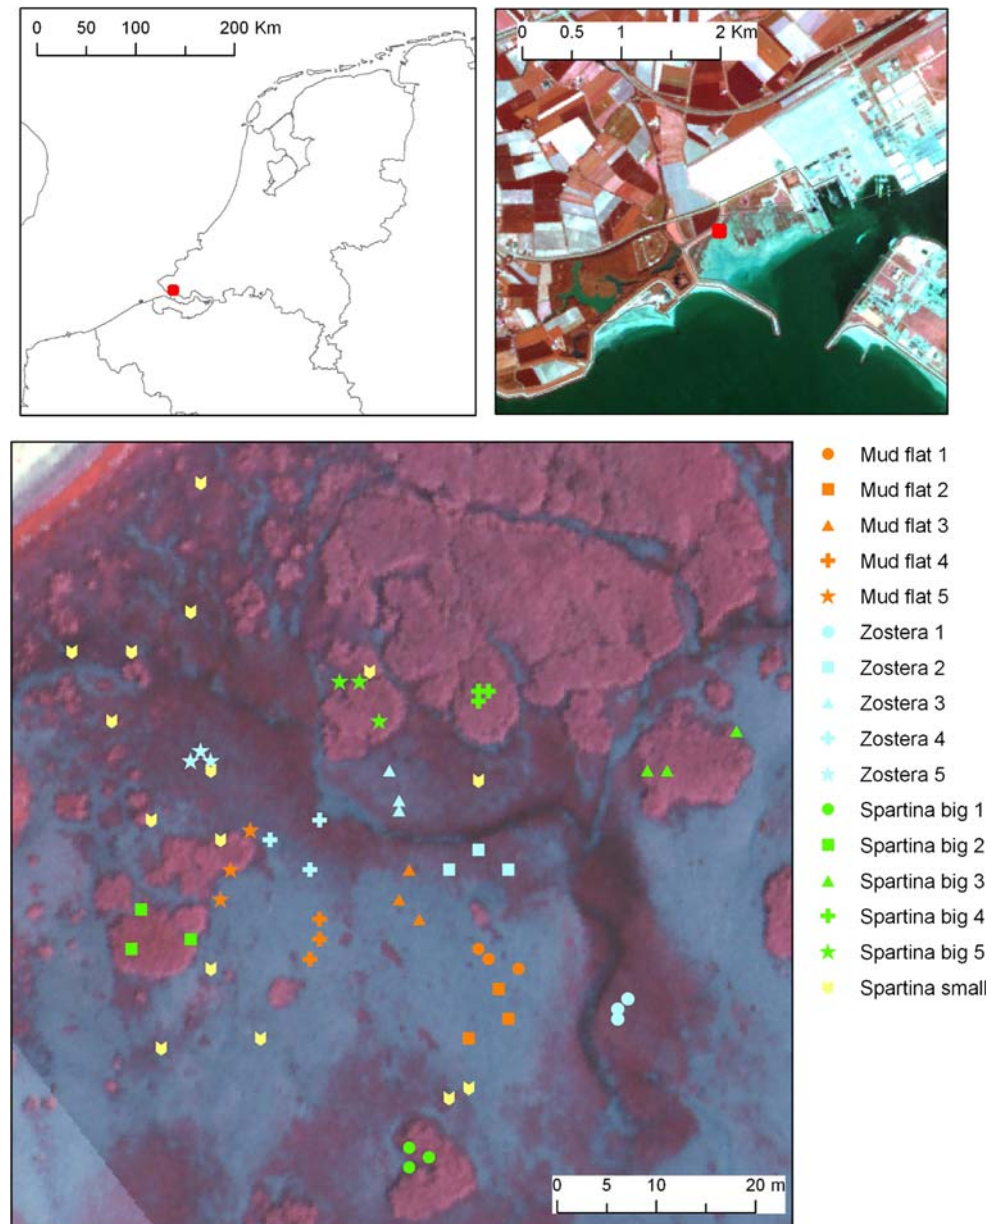 0 50 100 200 Km
0 0.5 1 2 Km
Mud flat 1
Mud flat 2
Mud flat 3
Mud flat 4
Mud flat 5
Zostera 1
Zostera 2
Zostera 3
Zostera 4
Zostera 5
Spartina big 1
Spartina big 2
Spartina big 3
Spartina big 4
Spartina big 5
Spartina small
0 5 10 20 m